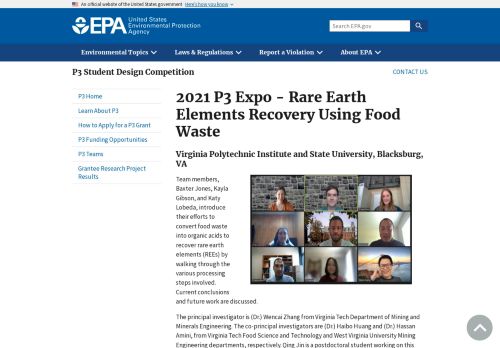 An official website of the United States government Here's how you know
EPA United States
Environmental Protection
Agency
Search EPA.gov
Environmental Topics
Laws & Regulations
Report a Violation
About EPA
P3 Student Design Competition
CONTACT US
P3 Home
Learn About P3
How to Apply for a P3 Grant
P3 Funding Opportunities
P3 Teams
Grantee Research Project
Results
2021 P3 Expo - Rare Earth
Elements Recovery Using Food
Waste
Virginia Polytechnic Institute and State University, Blacksburg,
VA
Team members,
Baxter Jones, Kayla
Gibson, and Katy
Lobeda, introduce
their efforts to
convert food waste
into organic acids to
recover rare earth
elements (REEs) by
walking through the
various processing
steps involved.
Current conclusions
and future work are discussed.
The principal investigator is (Dr.) Wencai Zhang from Virginia Tech Department of Mining and
Minerals Engineering. The co-principal investigators are (Dr.) Haibo Huang and (Dr.) Hassan
Amini, from Virginia Tech Food Science and Technology and West Virginia University Mining
Engineering departments, respectively. Qing Jin is a postdoctoral student working on this